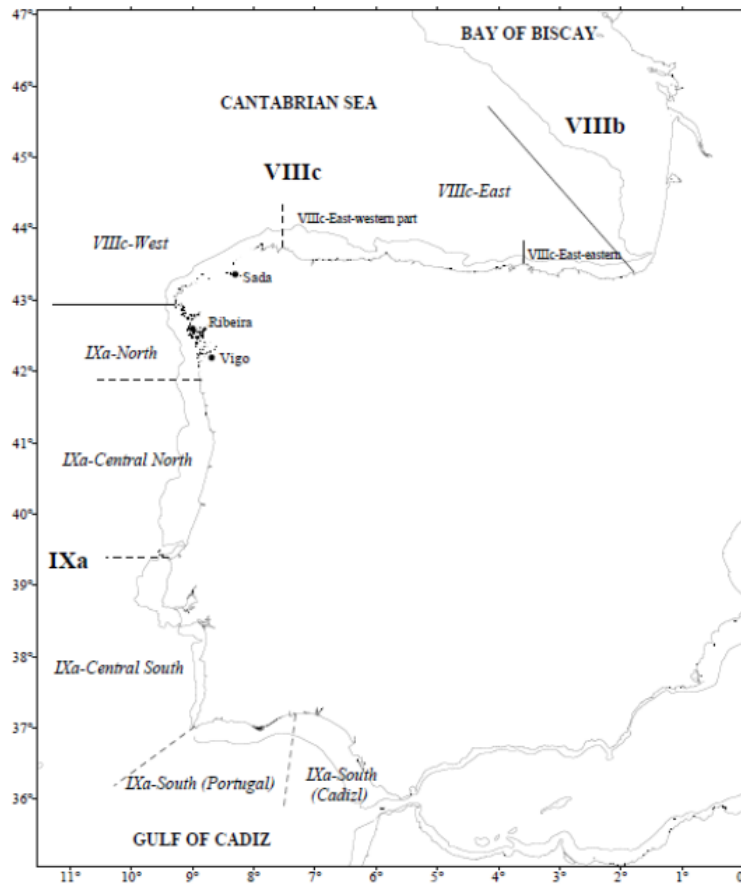 47°
BAY OF BISCAY
46°
CANTABRIAN SEA
VIIIb
45°
VIIIc
VIIIc-East
44°
VIIIc-East-western part
VIIIc-West
VIIIc-East-eastern
Sada
43°
Ribeira
IXa-North
Vigo
42°
41°
IXa-Central North
40°
IXa
39°
38°
IXa-Central South
37°
IXa-South (Portugal)
IXa-South
(Cadizl)
36°
GULF OF CADIZ
11° 10° 9° 8° 7° 6° 5° 4° 3° 2° 1° 0